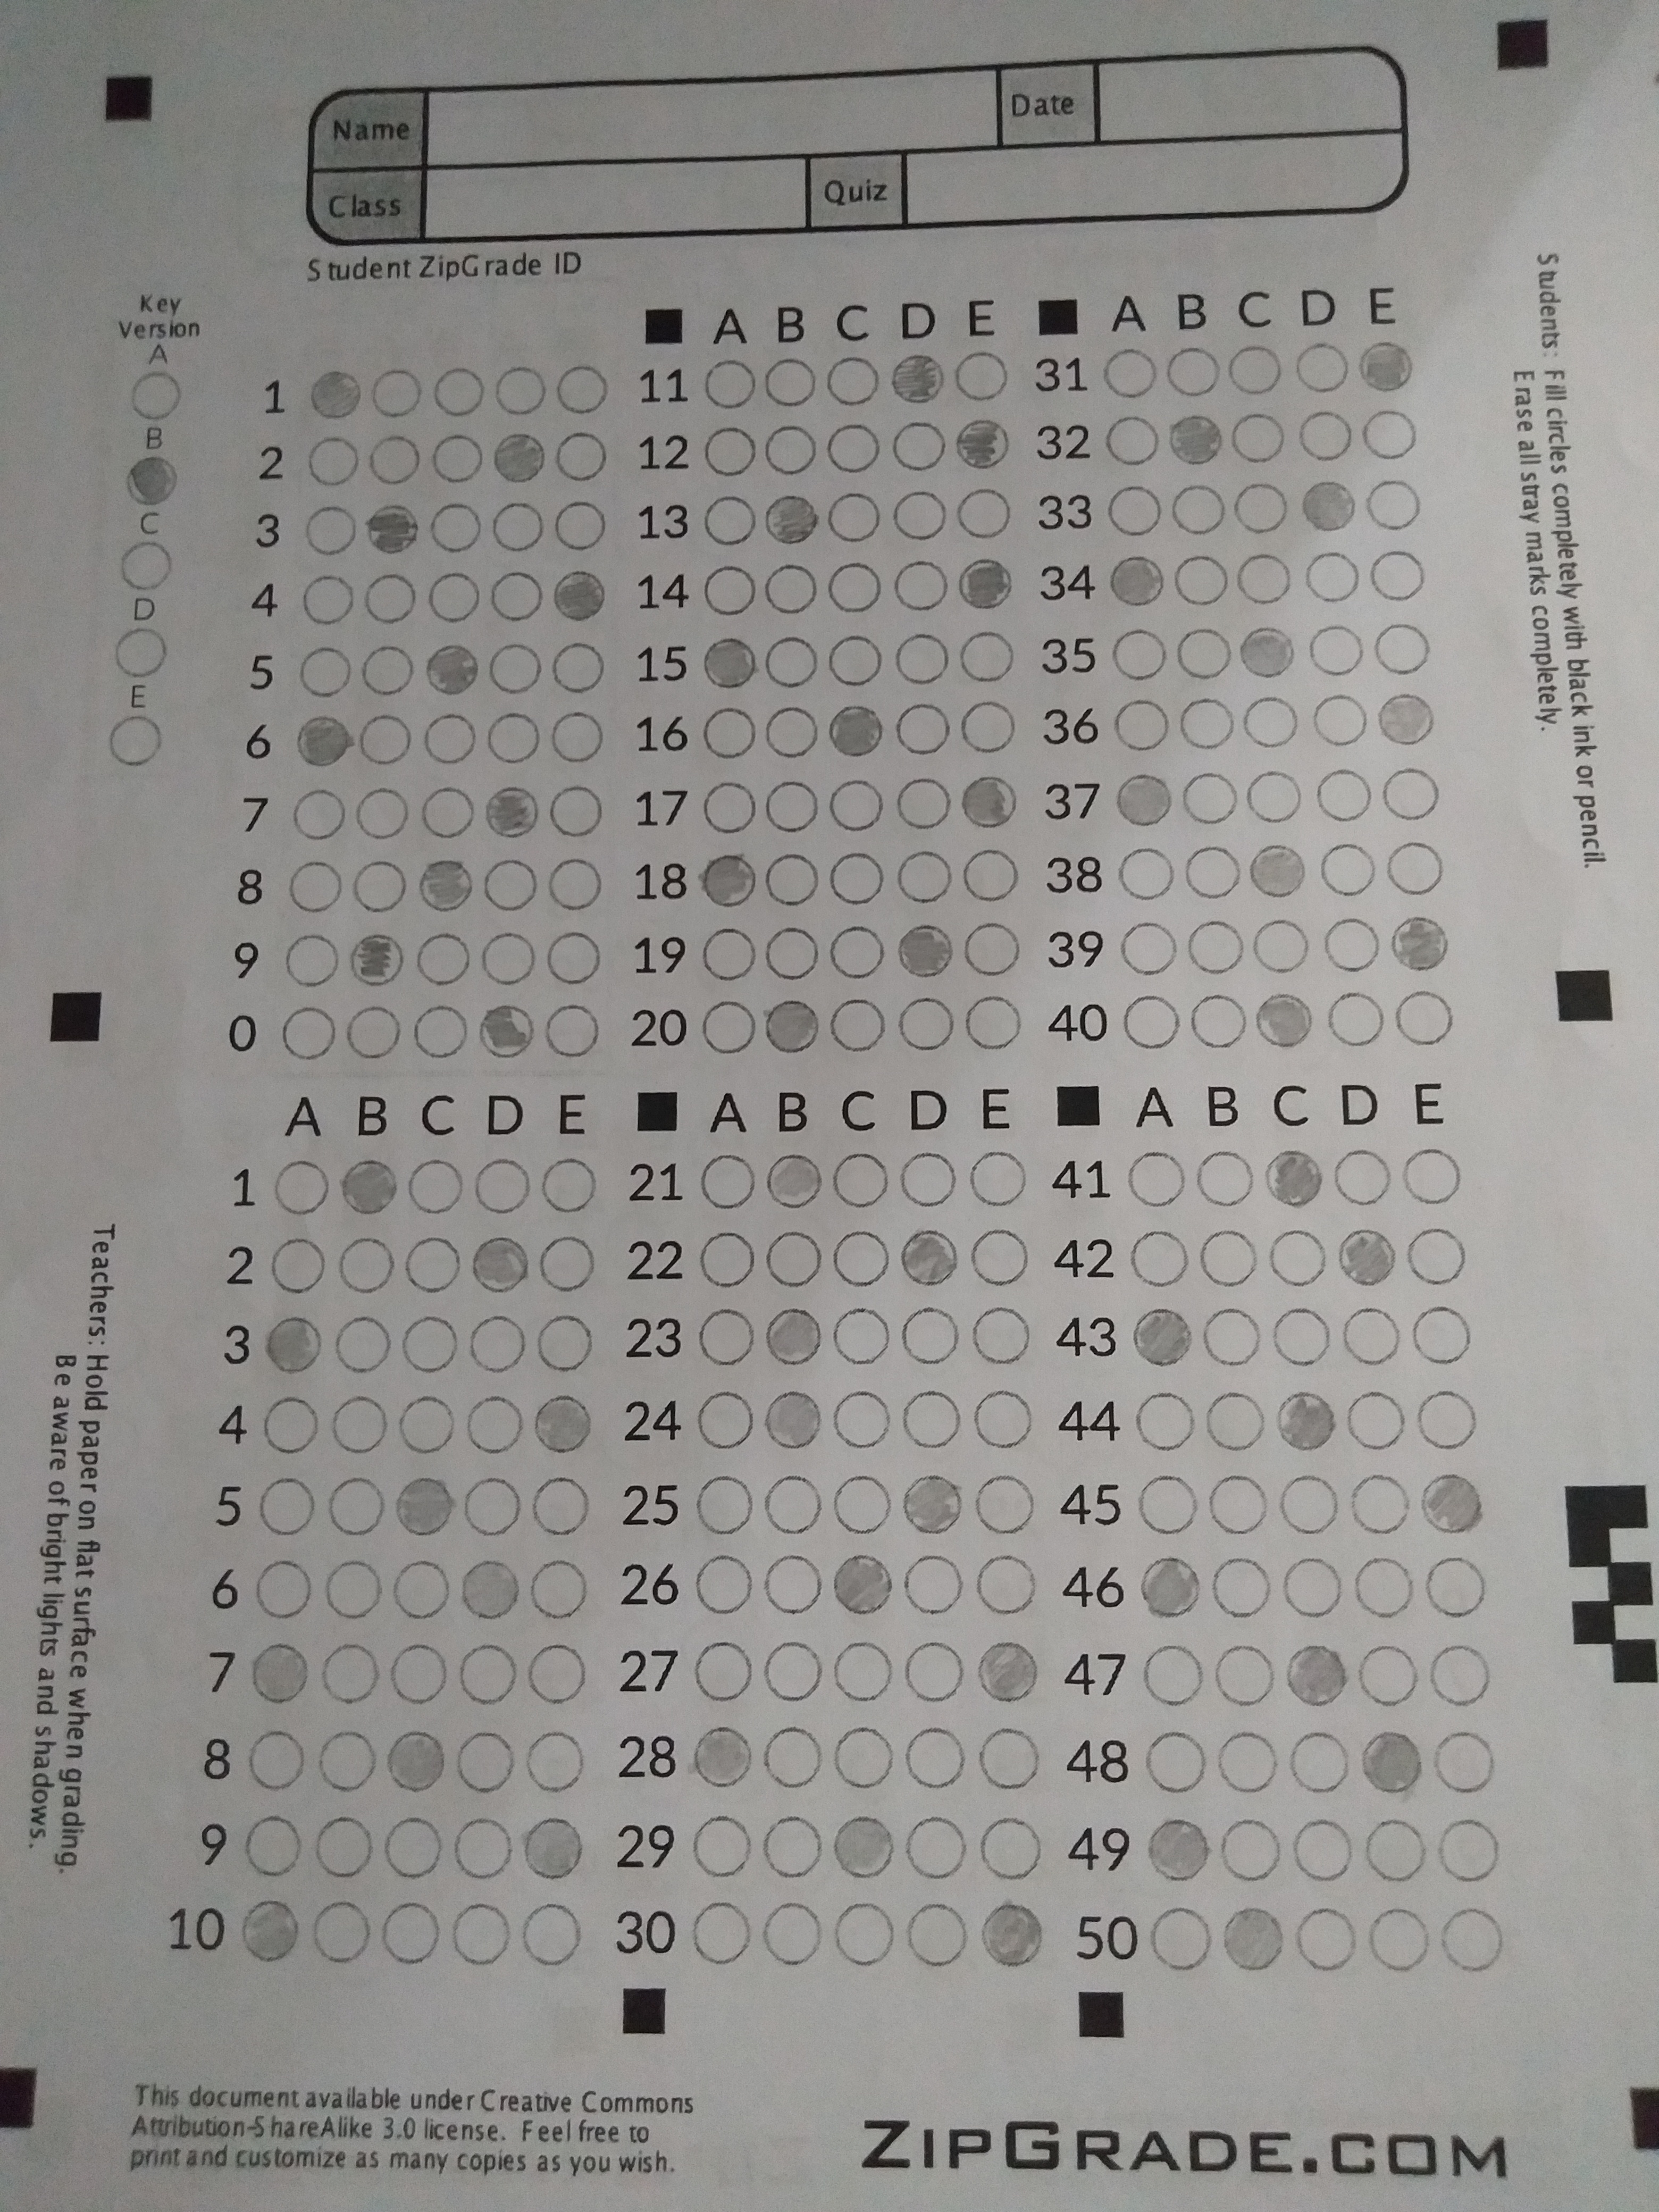 Name
Date
Class
Quiz
Student ZipGrade ID
Key
Version
A
B
C
D
E
1
2
3
4
5
6
7
8
9
0
A B C D E
11
12
13
14
15
16
17
18
19
20
A B C D E
31
32
33
34
35
36
37
38
39
40
A B C D E
1
2
3
4
5
6
7
8
9
10
A B C D E
21
22
23
24
25
26
27
28
29
30
A B C D E
41
42
43
44
45
46
47
48
49
50
Students: Fill circles completely with black ink or pencil.
Erase all stray marks completely.
Teachers: Hold paper on flat surface when grading.
Be aware of bright lights and shadows.
This document available under Creative Commons
Attribution-ShareAlike 3.0 license. Feel free to
print and customize as many copies as you wish.
ZIPGRADE.COM